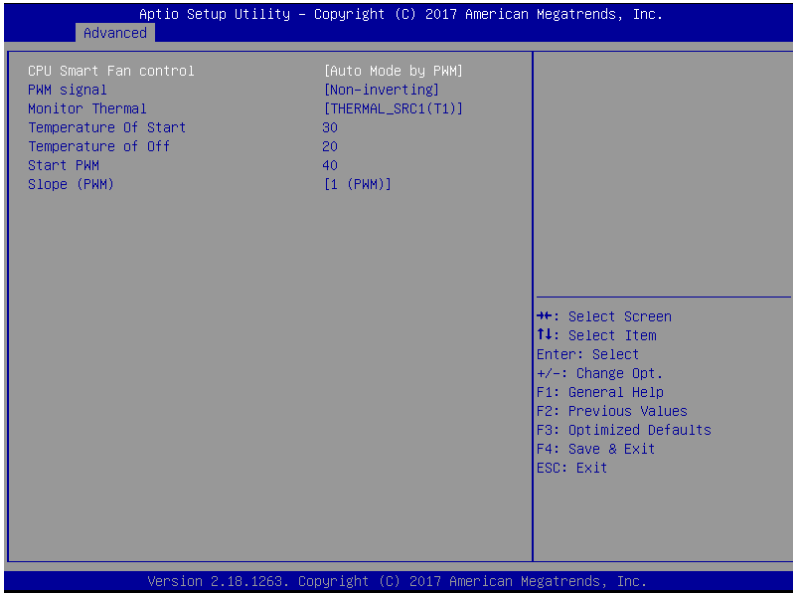 Aptio Setup Utility – Copyright (C) 2017 American Megatrends, Inc.
Advanced
CPU Smart Fan control [Auto Mode by PWM]
PWM signal [Non-inverting]
Monitor Thermal [THERMAL_SRC1(T1)]
Temperature Of Start 30
Temperature of Off 20
Start PWM 40
Slope (PWM) [1 (PWM)]
→←: Select Screen
↑↓: Select Item
Enter: Select
+/-: Change Opt.
F1: General Help
F2: Previous Values
F3: Optimized Defaults
F4: Save & Exit
ESC: Exit
Version 2.18.1263. Copyright (C) 2017 American Megatrends, Inc.